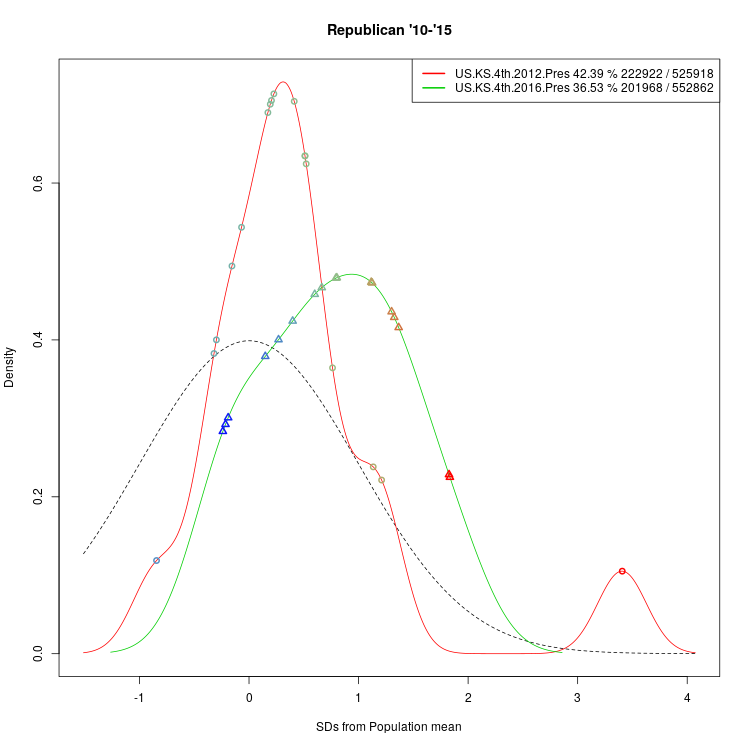 Republican '10-'15
US.KS.4th.2012.Pres 42.39 % 222922 / 525918
US.KS.4th.2016.Pres 36.53 % 201968 / 552862
Density
0.6
0.4
0.2
0.0
-1 0 1 2 3 4
SDs from Population mean